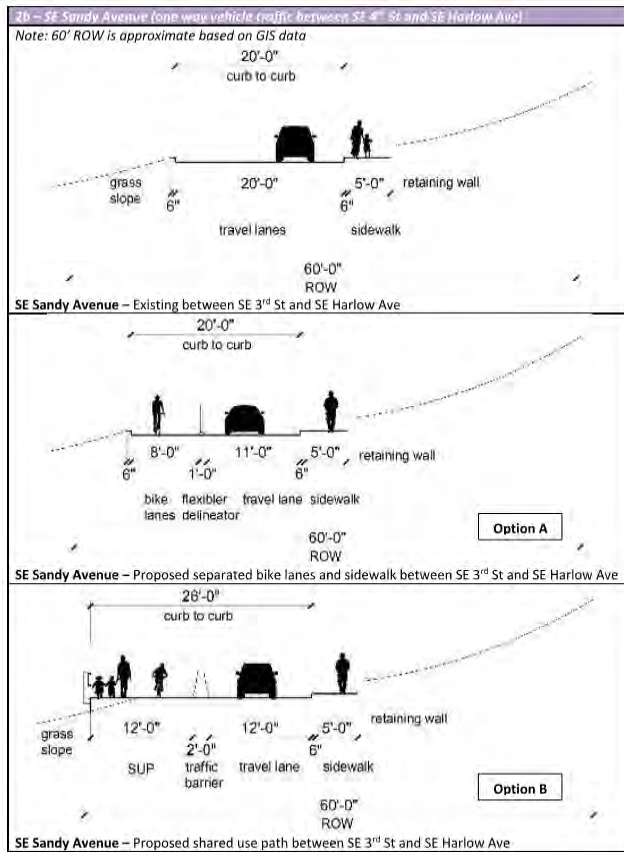 2b – SE Sandy Avenue (one way vehicle traffic between SE 4th St and SE Harlow Ave)
Note: 60' ROW is approximate based on GIS data
20'-0"
curb to curb
grass
slope
6"
20'-0"
6"
5'-0"
retaining wall
travel lanes
sidewalk
60'-0"
ROW
SE Sandy Avenue – Existing between SE 3rd St and SE Harlow Ave
20'-0"
curb to curb
6"
8'-0"
1'-0"
11'-0"
6"
5'-0"
retaining wall
bike
lanes
flexibler
delineator
travel lane
sidewalk
Option A
60'-0"
ROW
SE Sandy Avenue – Proposed separated bike lanes and sidewalk between SE 3rd St and SE Harlow Ave
26'-0"
curb to curb
grass
slope
12'-0"
2'-0"
12'-0"
6"
5'-0"
retaining wall
SUP
traffic
barrier
travel lane
sidewalk
Option B
60'-0"
ROW
SE Sandy Avenue – Proposed shared use path between SE 3rd St and SE Harlow Ave